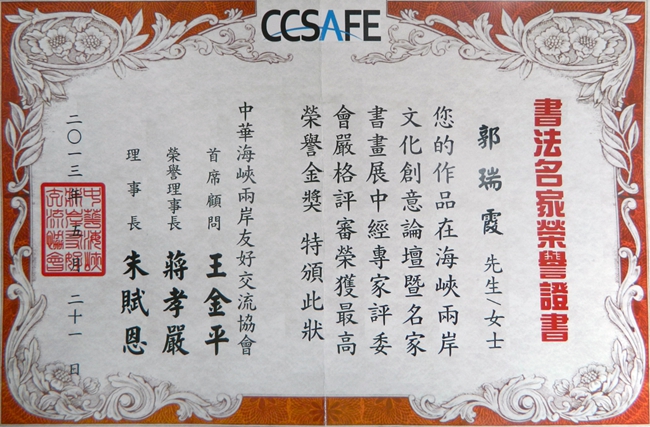 CCSAFE
書法名家榮譽證書
郭瑞霞 先生/女士
您的作品在海峽兩岸
文化創意論壇暨名家
書畫展中經專家評委
會嚴格評審榮獲最高
榮譽金獎 特頒此狀
中華海峽兩岸友好交流協會
首席顧問 王金平
榮譽理事長 蔣孝嚴
理事長 朱賦恩
二〇一三年五月二十一日